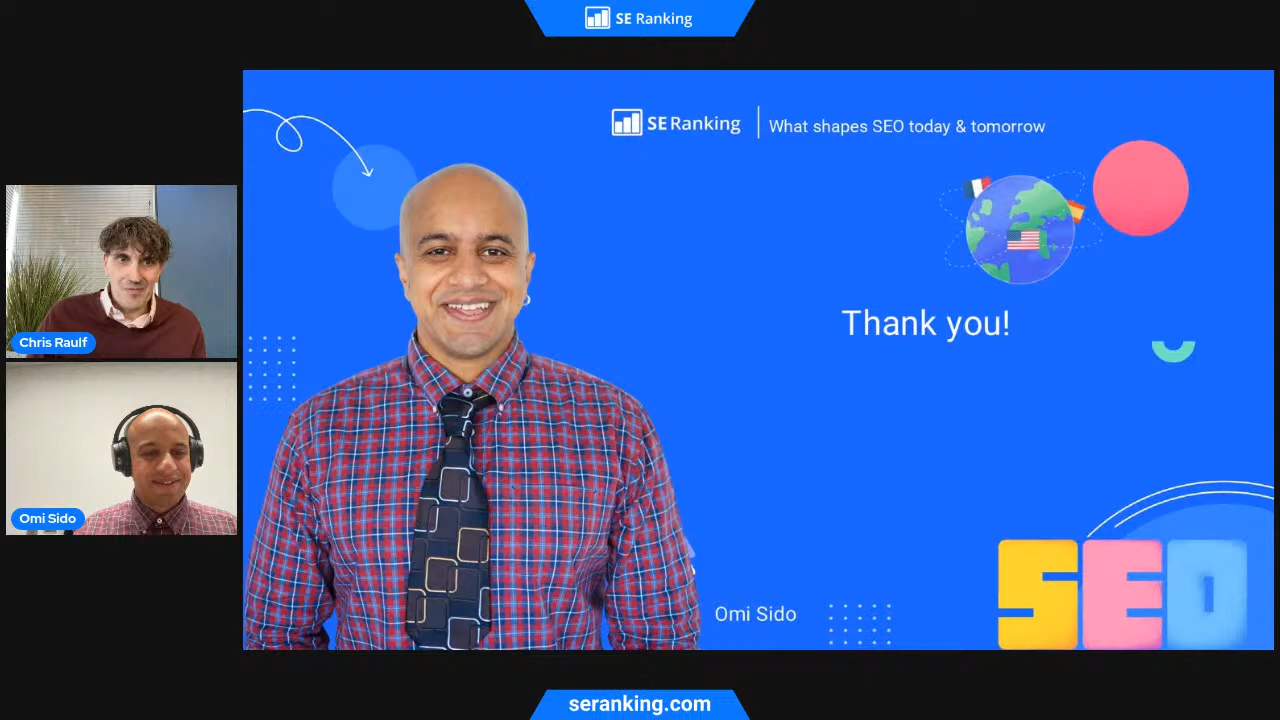 SE Ranking
SE Ranking
What shapes SEO today & tomorrow
Thank you!
Chris Raulf
Omi Sido
Omi Sido
SEO
seranking.com